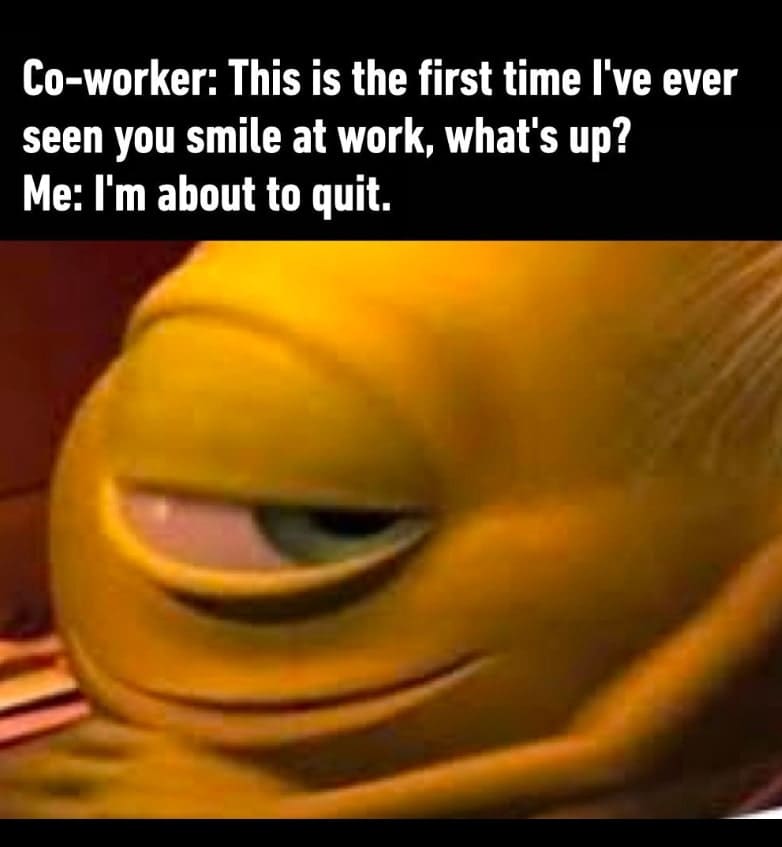 Co-worker: This is the first time I've ever
seen you smile at work, what's up?
Me: I'm about to quit.